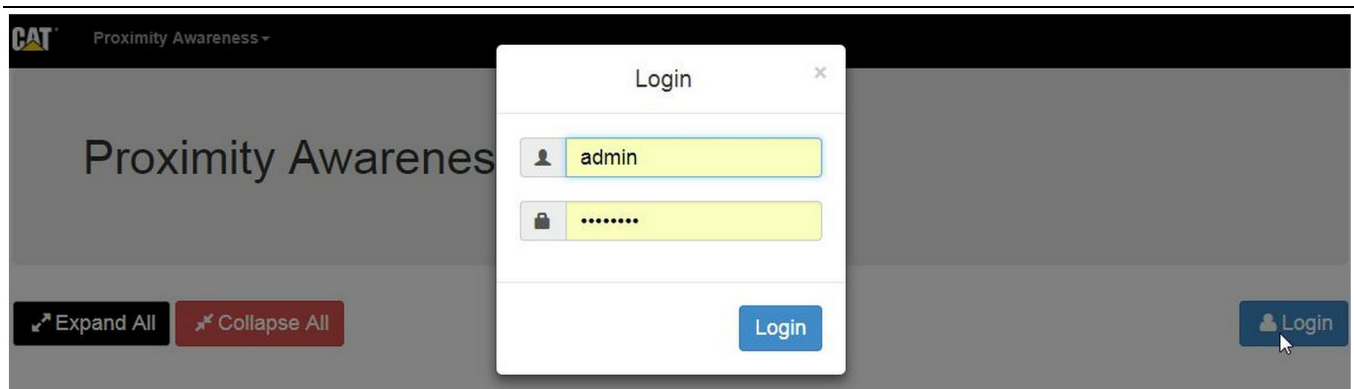 CAT Proximity Awareness
Login ×
Proximity Awarenes
admin
••••••••
Expand All Collapse All Login Login